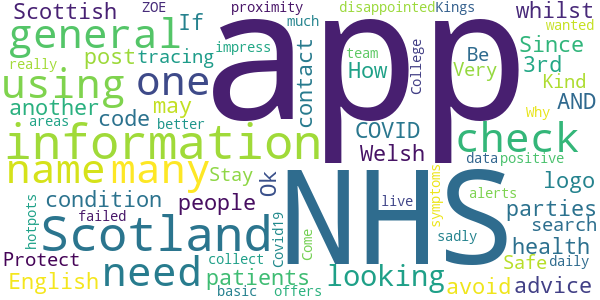 Scottish ZOE If proximity much disappointed Kings whilst
general post tracing impress contact How team College Be wanted Since
really using one app Very 3rd
another code may COVID AND Kind
areas better Why
information Welsh check
name many Stay Ok data positive
condition people NHS live symptoms logo
hotpots Scotland Covid19 alerts parties
failed sadly search
Protect need collect Come looking Safe health
English patients avoid daily
basic offers advice